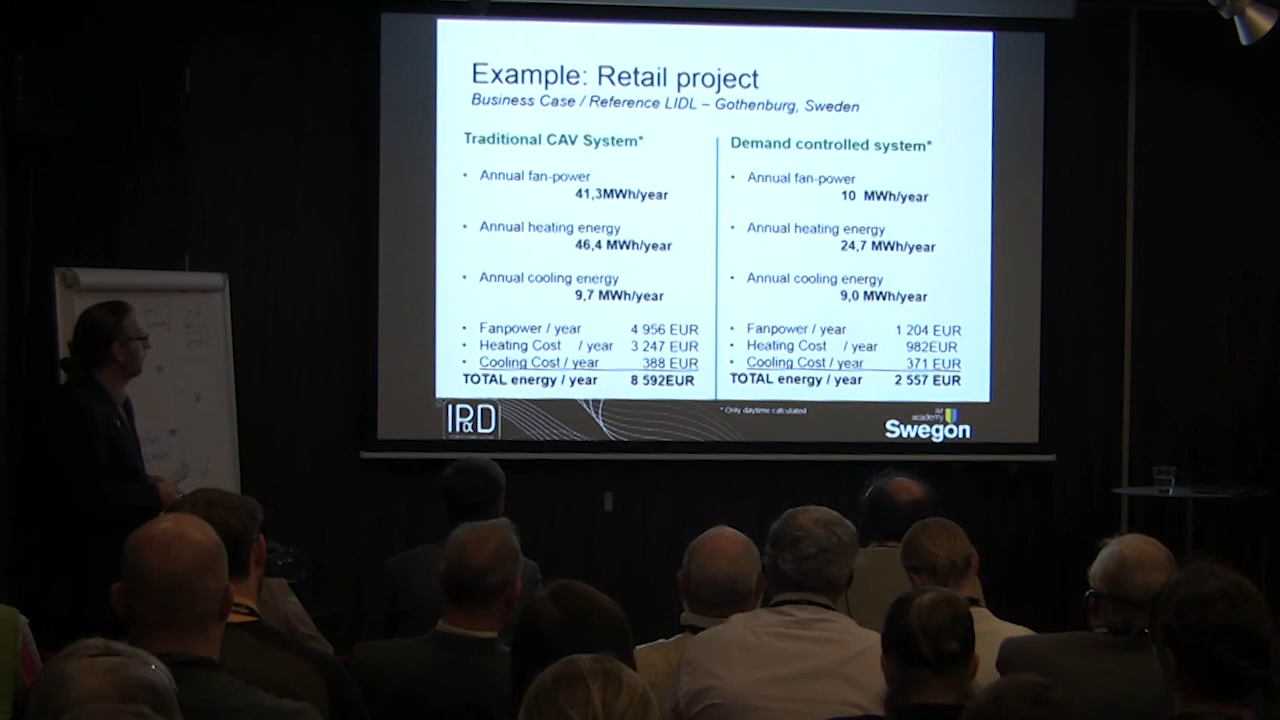 Example: Retail project
Business Case / Reference LIDL – Gothenburg, Sweden
Traditional CAV System*
• Annual fan-power
41,3MWh/year
• Annual heating energy
46,4 MWh/year
• Annual cooling energy
9,7 MWh/year
• Fanpower / year 4 956 EUR
• Heating Cost / year 3 247 EUR
• Cooling Cost / year 388 EUR
TOTAL energy / year 8 592EUR
Demand controlled system*
• Annual fan-power
10 MWh/year
• Annual heating energy
24,7 MWh/year
• Annual cooling energy
9,0 MWh/year
• Fanpower / year 1 204 EUR
• Heating Cost / year 982EUR
• Cooling Cost / year 371 EUR
TOTAL energy / year 2 557 EUR
* Only daytime calculated
air
academy
Swegon